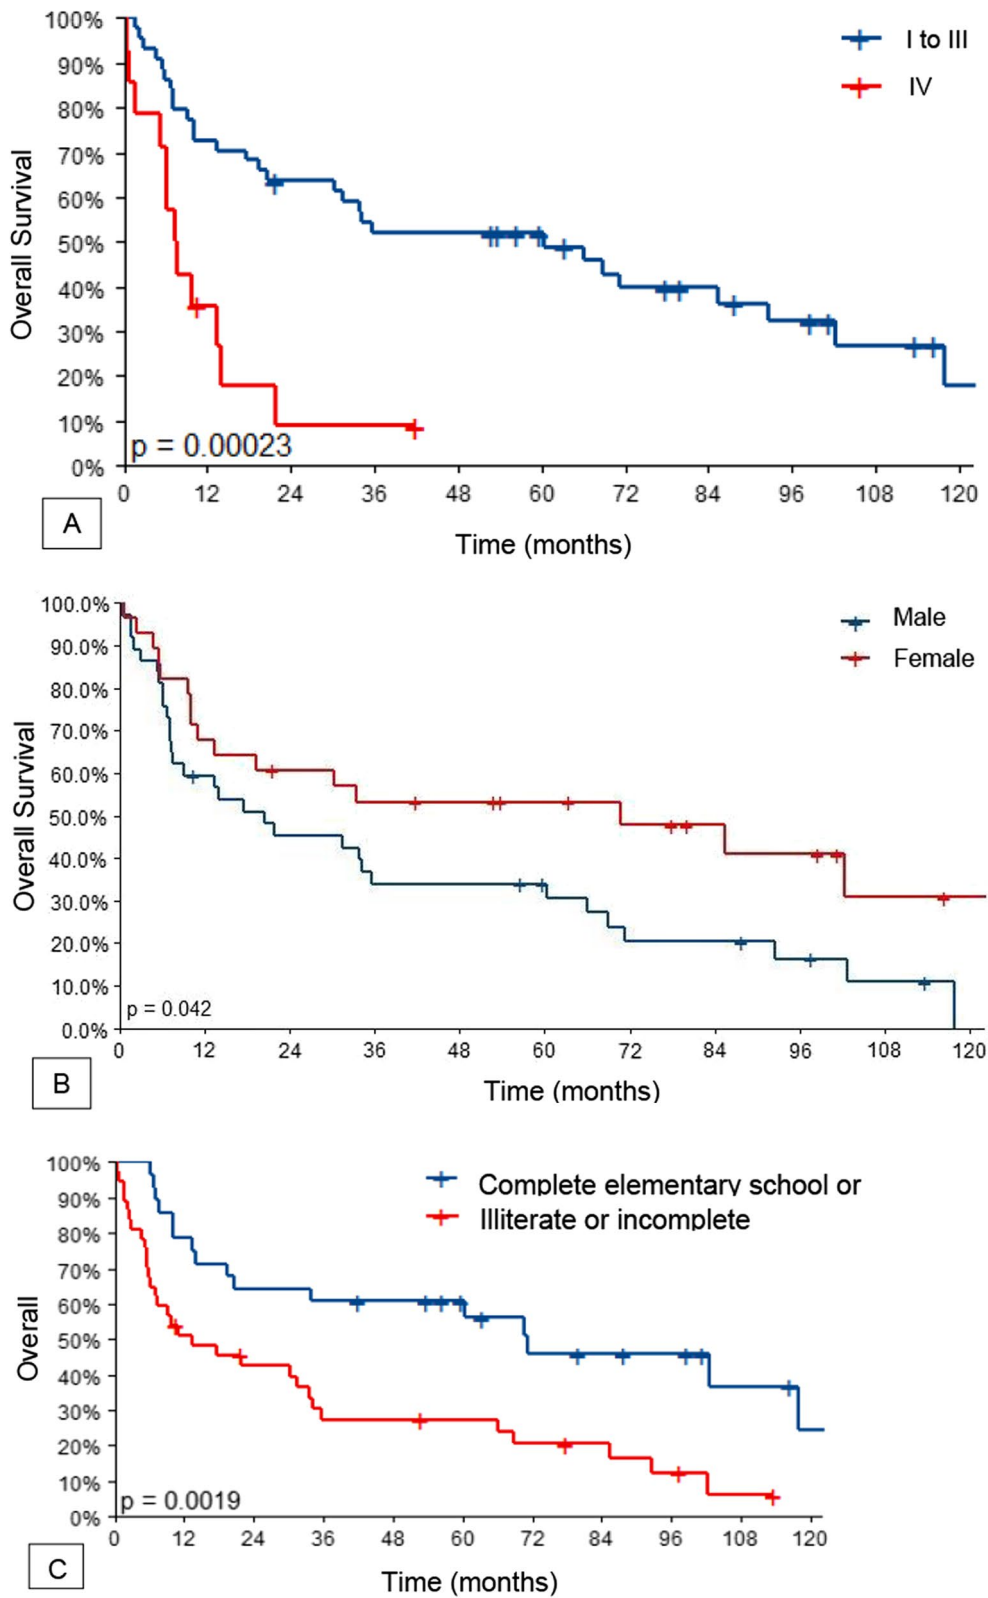 100%
90%
80%
70%
60%
50%
40%
30%
20%
10%
0%
Overall Survival
I to III
IV
p = 0.00023
0 12 24 36 48 60 72 84 96 108 120
A
Time (months)
100.0%
90.0%
80.0%
70.0%
60.0%
50.0%
40.0%
30.0%
20.0%
10.0%
0.0%
Overall Survival
Male
Female
p = 0.042
0 12 24 36 48 60 72 84 96 108 120
B
Time (months)
100%
90%
80%
70%
60%
50%
40%
30%
20%
10%
0%
Overall
Complete elementary school or
Illiterate or incomplete
p = 0.0019
0 12 24 36 48 60 72 84 96 108 120
C
Time (months)